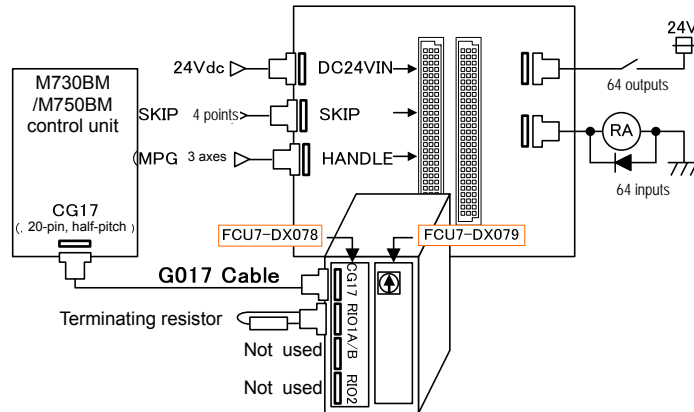 24V
24Vdc
DC24VIN
64 outputs
M730BM
/M750BM
control unit
SKIP 4 points
SKIP
RA
(MPG 3 axes
HANDLE
64 inputs
CG17
(. 20-pin, half-pitch )
FCU7-DX078
FCU7-DX079
G017 Cable
CG17
RIO1A/B
RIO2
Terminating resistor
Not used
Not used